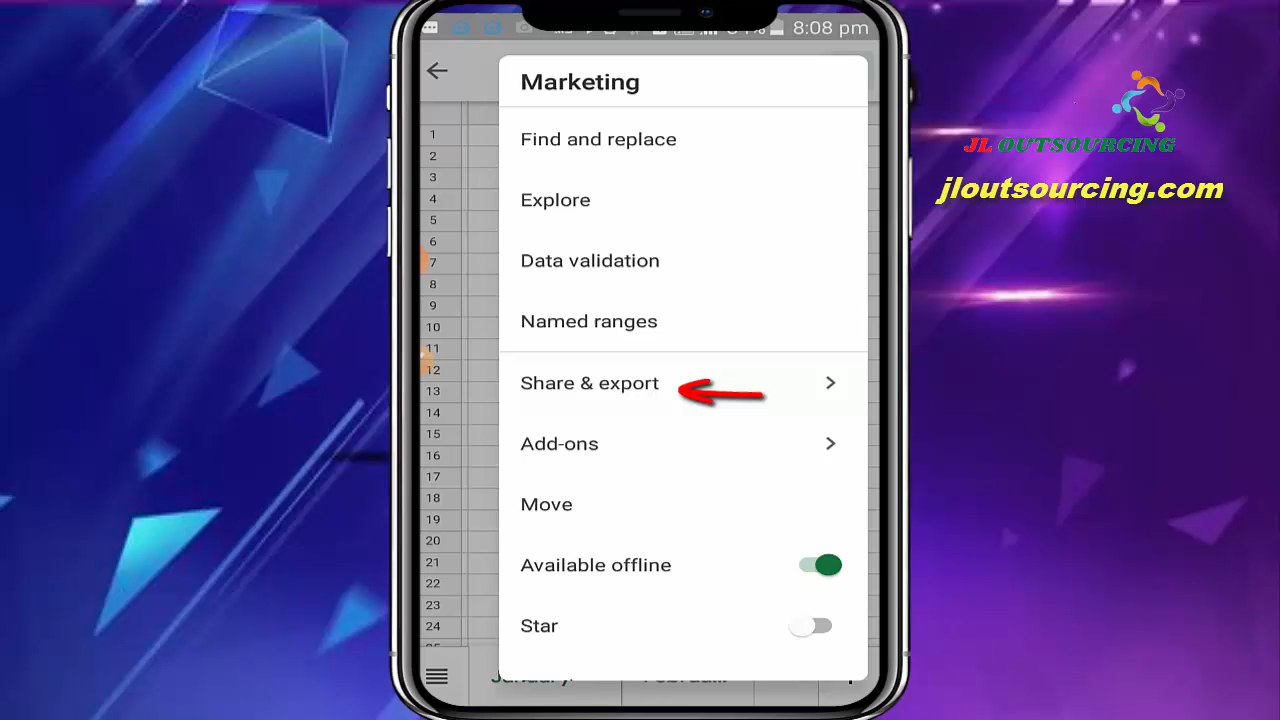 8:08 pm
Marketing
Find and replace
Explore
Data validation
Named ranges
Share & export
Add-ons
Move
Available offline
Star
1
2
3
4
5
6
7
8
9
10
11
12
13
14
15
16
17
18
19
20
21
22
23
24
January
JL OUTSOURCING
jloutsourcing.com